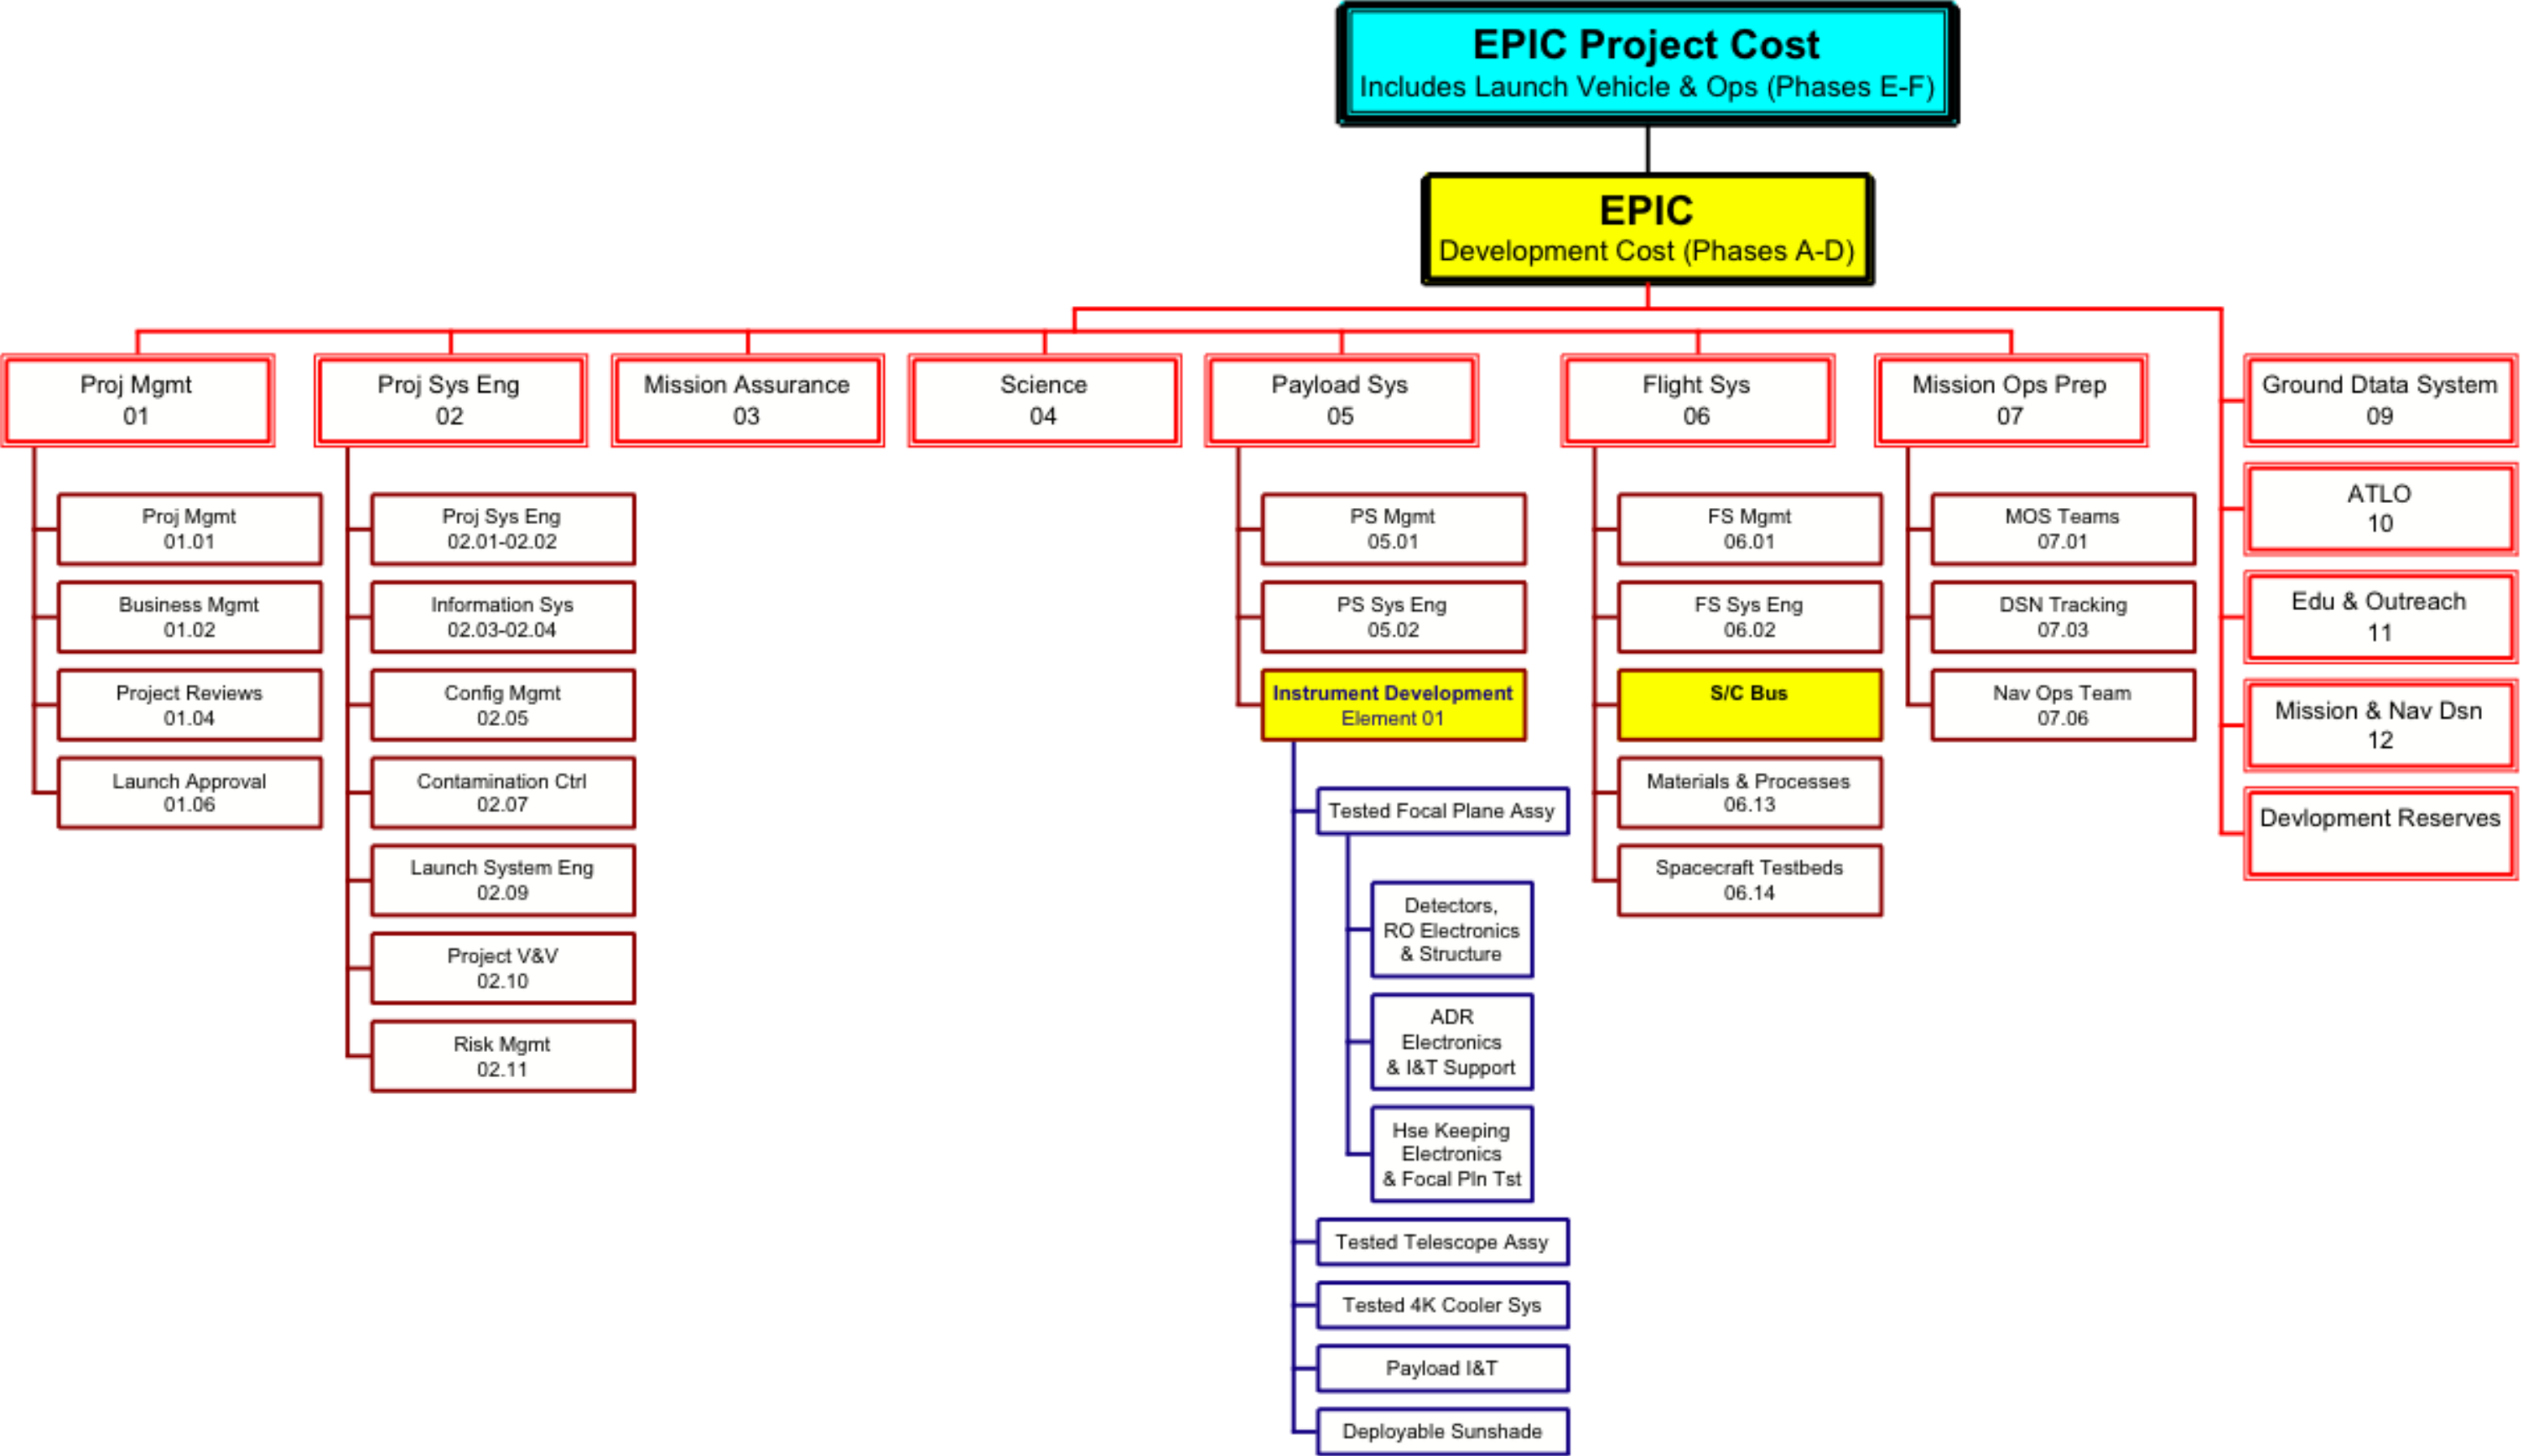 EPIC Project Cost
Includes Launch Vehicle & Ops (Phases E-F)
EPIC
Development Cost (Phases A-D)
Proj Mgmt
01
Proj Mgmt
01.01
Business Mgmt
01.02
Project Reviews
01.04
Launch Approval
01.06
Proj Sys Eng
02
Proj Sys Eng
02.01-02.02
Information Sys
02.03-02.04
Config Mgmt
02.05
Contamination Ctrl
02.07
Launch System Eng
02.09
Project V&V
02.10
Risk Mgmt
02.11
Mission Assurance
03
Science
04
Payload Sys
05
PS Mgmt
05.01
PS Sys Eng
05.02
Instrument Development
Element 01
Tested Focal Plane Assy
Detectors,
RO Electronics
& Structure
ADR
Electronics
& I&T Support
Hse Keeping
Electronics
& Focal Pln Tst
Tested Telescope Assy
Tested 4K Cooler Sys
Payload I&T
Deployable Sunshade
Flight Sys
06
FS Mgmt
06.01
FS Sys Eng
06.02
S/C Bus
Materials & Processes
06.13
Spacecraft Testbeds
06.14
Mission Ops Prep
07
MOS Teams
07.01
DSN Tracking
07.03
Nav Ops Team
07.06
Ground Dtata System
09
ATLO
10
Edu & Outreach
11
Mission & Nav Dsn
12
Devlopment Reserves